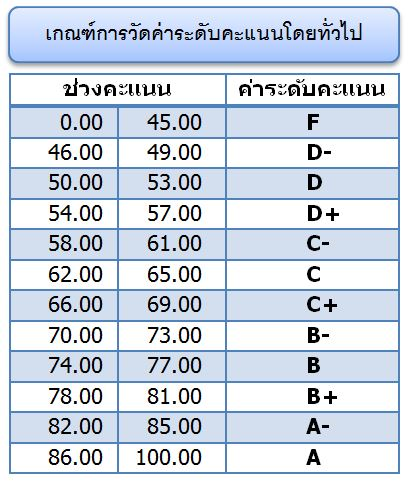 เกณฑ์การวัดค่าระดับคะแนนโดยทั่วไป
ช่วงคะแนน ค่าระดับคะแนน
0.00 45.00 F
46.00 49.00 D-
50.00 53.00 D
54.00 57.00 D+
58.00 61.00 C-
62.00 65.00 C
66.00 69.00 C+
70.00 73.00 B-
74.00 77.00 B
78.00 81.00 B+
82.00 85.00 A-
86.00 100.00 A